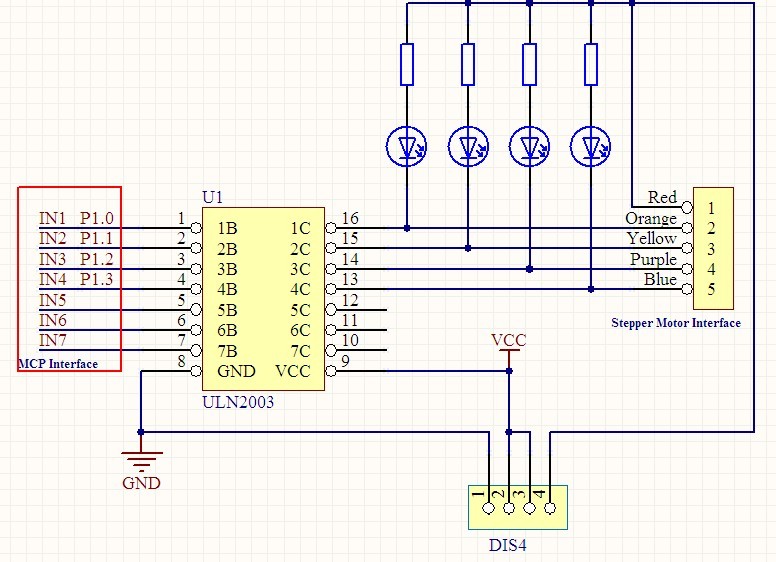 U1
Red 1
IN1 P1.0 1 1B 1C 16 Orange 2
IN2 P1.1 2 2B 2C 15 Yellow 3
IN3 P1.2 3 3B 3C 14 Purple 4
IN4 P1.3 4 4B 4C 13 Blue 5
IN5 5 5B 5C 12
Stepper Motor Interface
IN6 6 6B 6C 11
IN7 7 7B 7C 10 VCC
MCP Interface 8 GND VCC 9
ULN2003
GND
1 2 3 4
DIS4